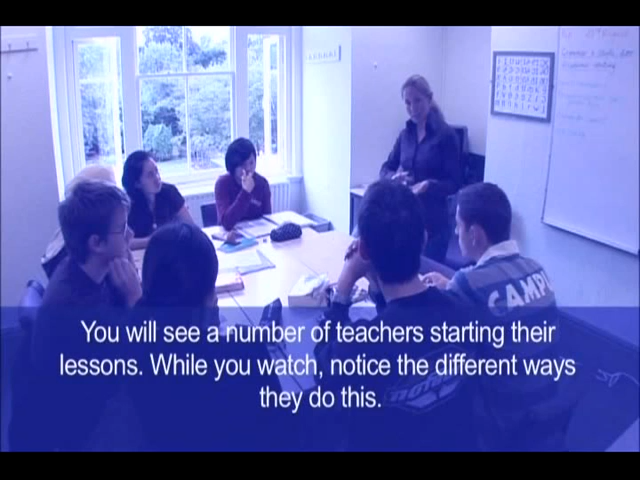 CAMP
You will see a number of teachers starting their
lessons. While you watch, notice the different ways
they do this.